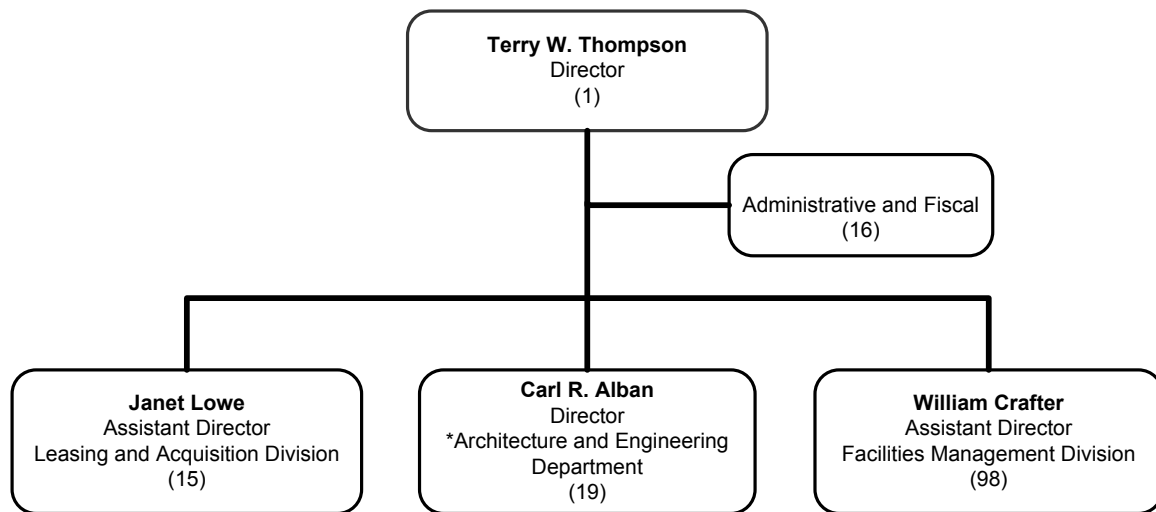 Terry W. Thompson
Director
(1)
Administrative and Fiscal
(16)
Janet Lowe
Assistant Director
Leasing and Acquisition Division
(15)
Carl R. Alban
Director
*Architecture and Engineering
Department
(19)
William Crafter
Assistant Director
Facilities Management Division
(98)